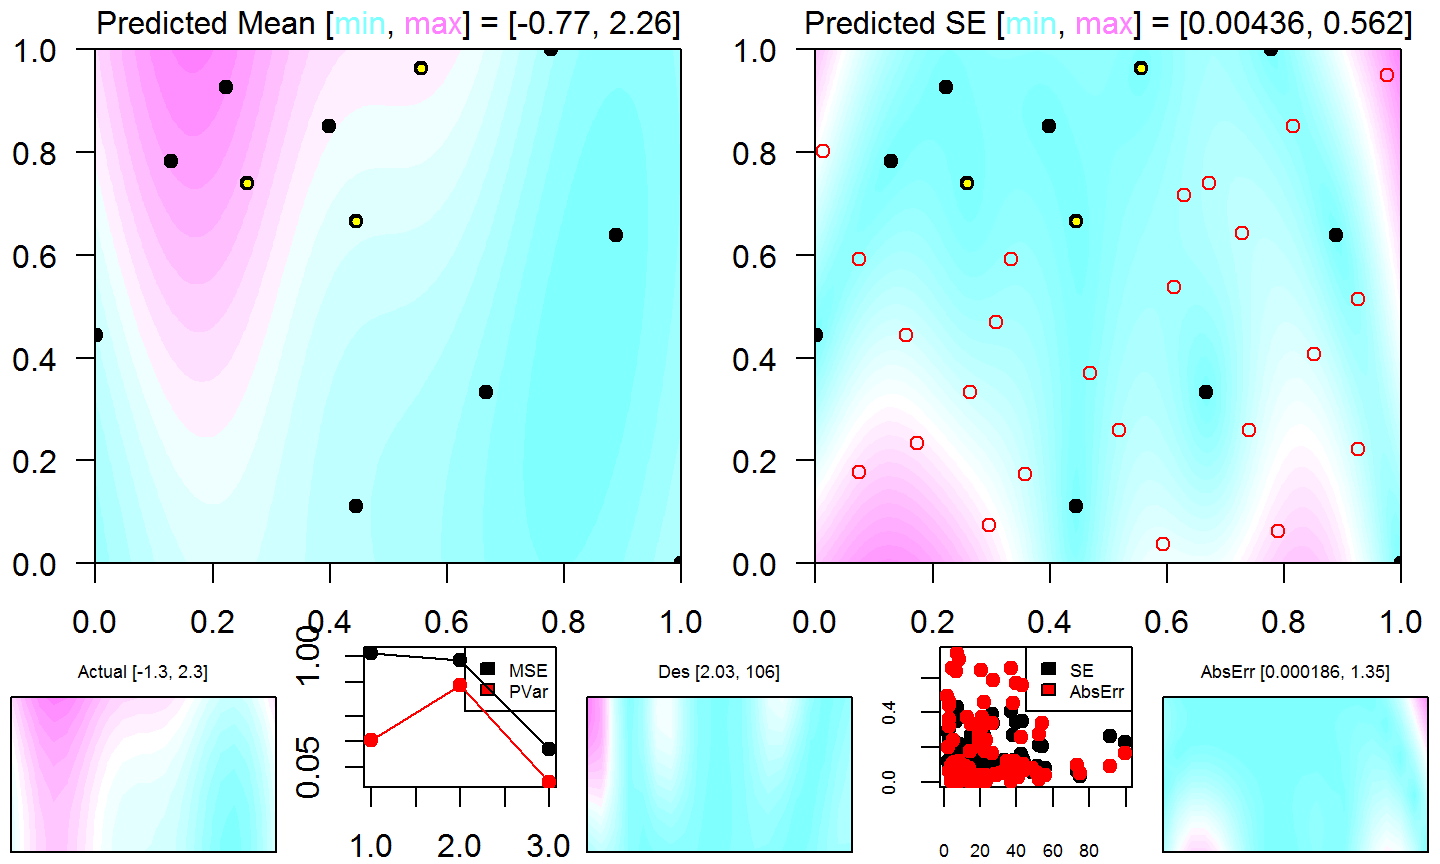 Predicted Mean [min, max] = [-0.77, 2.26]
1.0
0.8
0.6
0.4
0.2
0.0
0.0 0.2 0.4 0.6 0.8 1.0
Predicted SE [min, max] = [0.00436, 0.562]
1.0
0.8
0.6
0.4
0.2
0.0
0.0 0.2 0.4 0.6 0.8 1.0
Actual [-1.3, 2.3]
1.00
0.05
MSE
PVar
1.0 2.0 3.0
Des [2.03, 106]
0.4
0.0
SE
AbsErr
0 20 40 60 80
AbsErr [0.000186, 1.35]